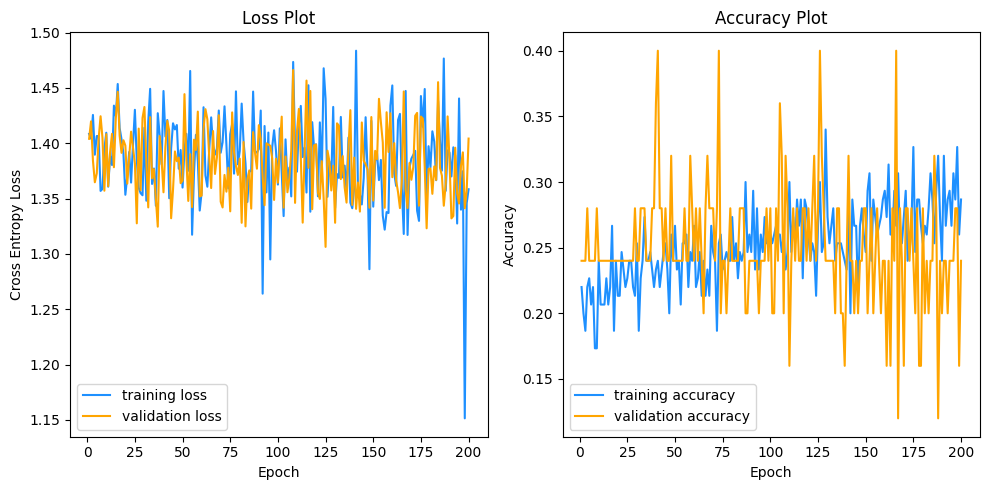 Loss Plot
Cross Entropy Loss
1.50
1.45
1.40
1.35
1.30
1.25
1.20
1.15
training loss
validation loss
0 25 50 75 100 125 150 175 200
Epoch
Accuracy Plot
Accuracy
0.40
0.35
0.30
0.25
0.20
0.15
training accuracy
validation accuracy
0 25 50 75 100 125 150 175 200
Epoch